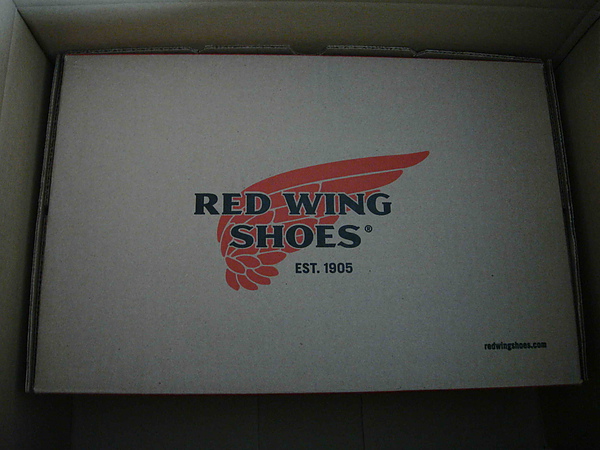 RED WING
SHOES®
EST. 1905
redwingshoes.com